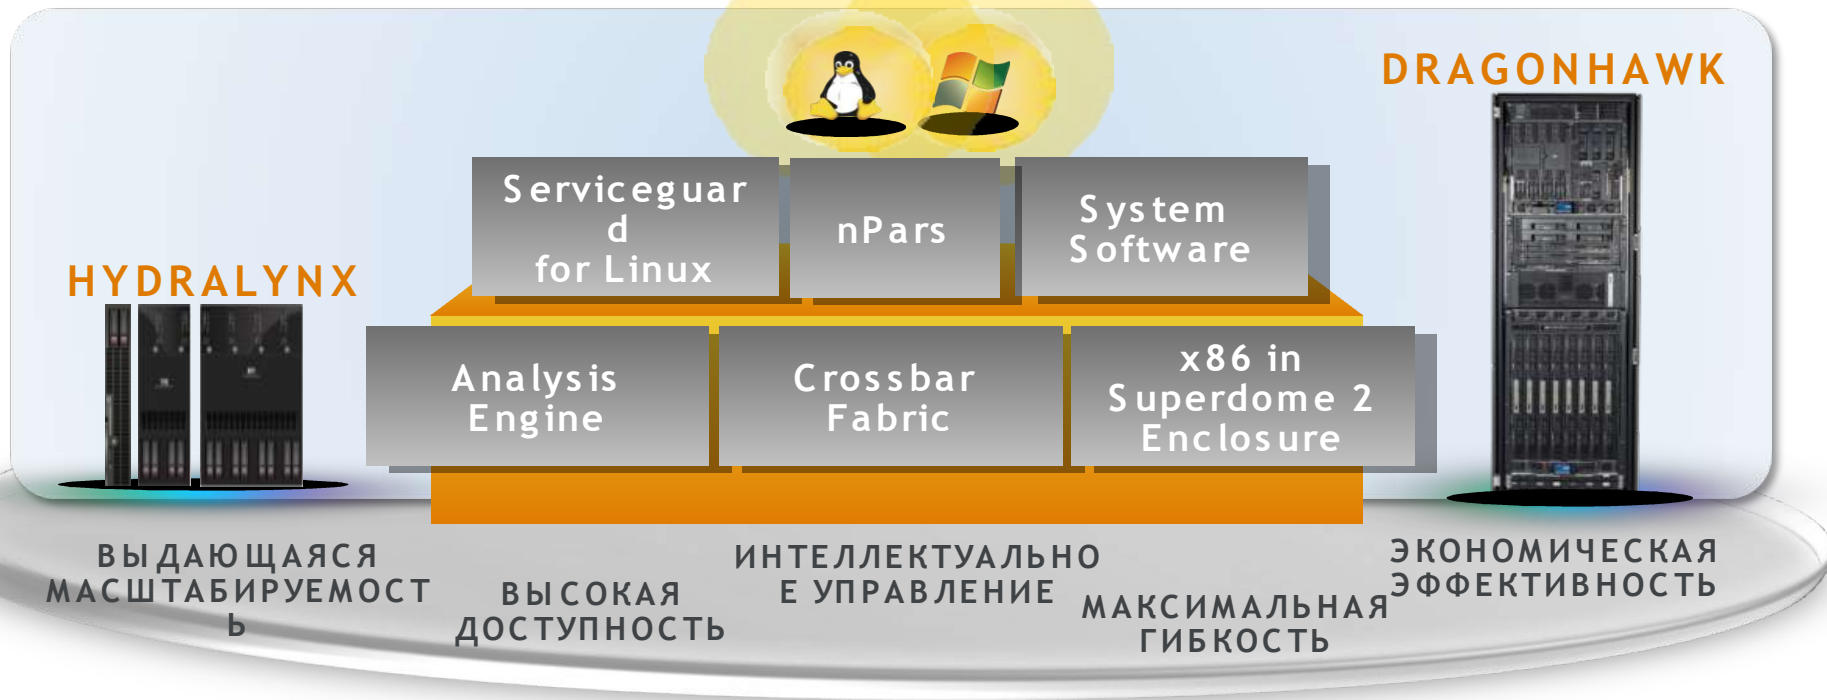 DRAGONHAWK
Serviceguar
d
for Linux
nPars
System
Software
HYDRALYNX
Analysis
Engine
Crossbar
Fabric
x86 in
Superdome 2
Enclosure
ВЫДАЮЩАЯСЯ
МАСШТАБИРУЕМОСТ
Ь
ВЫСОКАЯ
ДОСТУПНОСТЬ
ИНТЕЛЛЕКТУАЛЬНО
Е УПРАВЛЕНИЕ
МАКСИМАЛЬНАЯ
ГИБКОСТЬ
ЭКОНОМИЧЕСКАЯ
ЭФФЕКТИВНОСТЬ